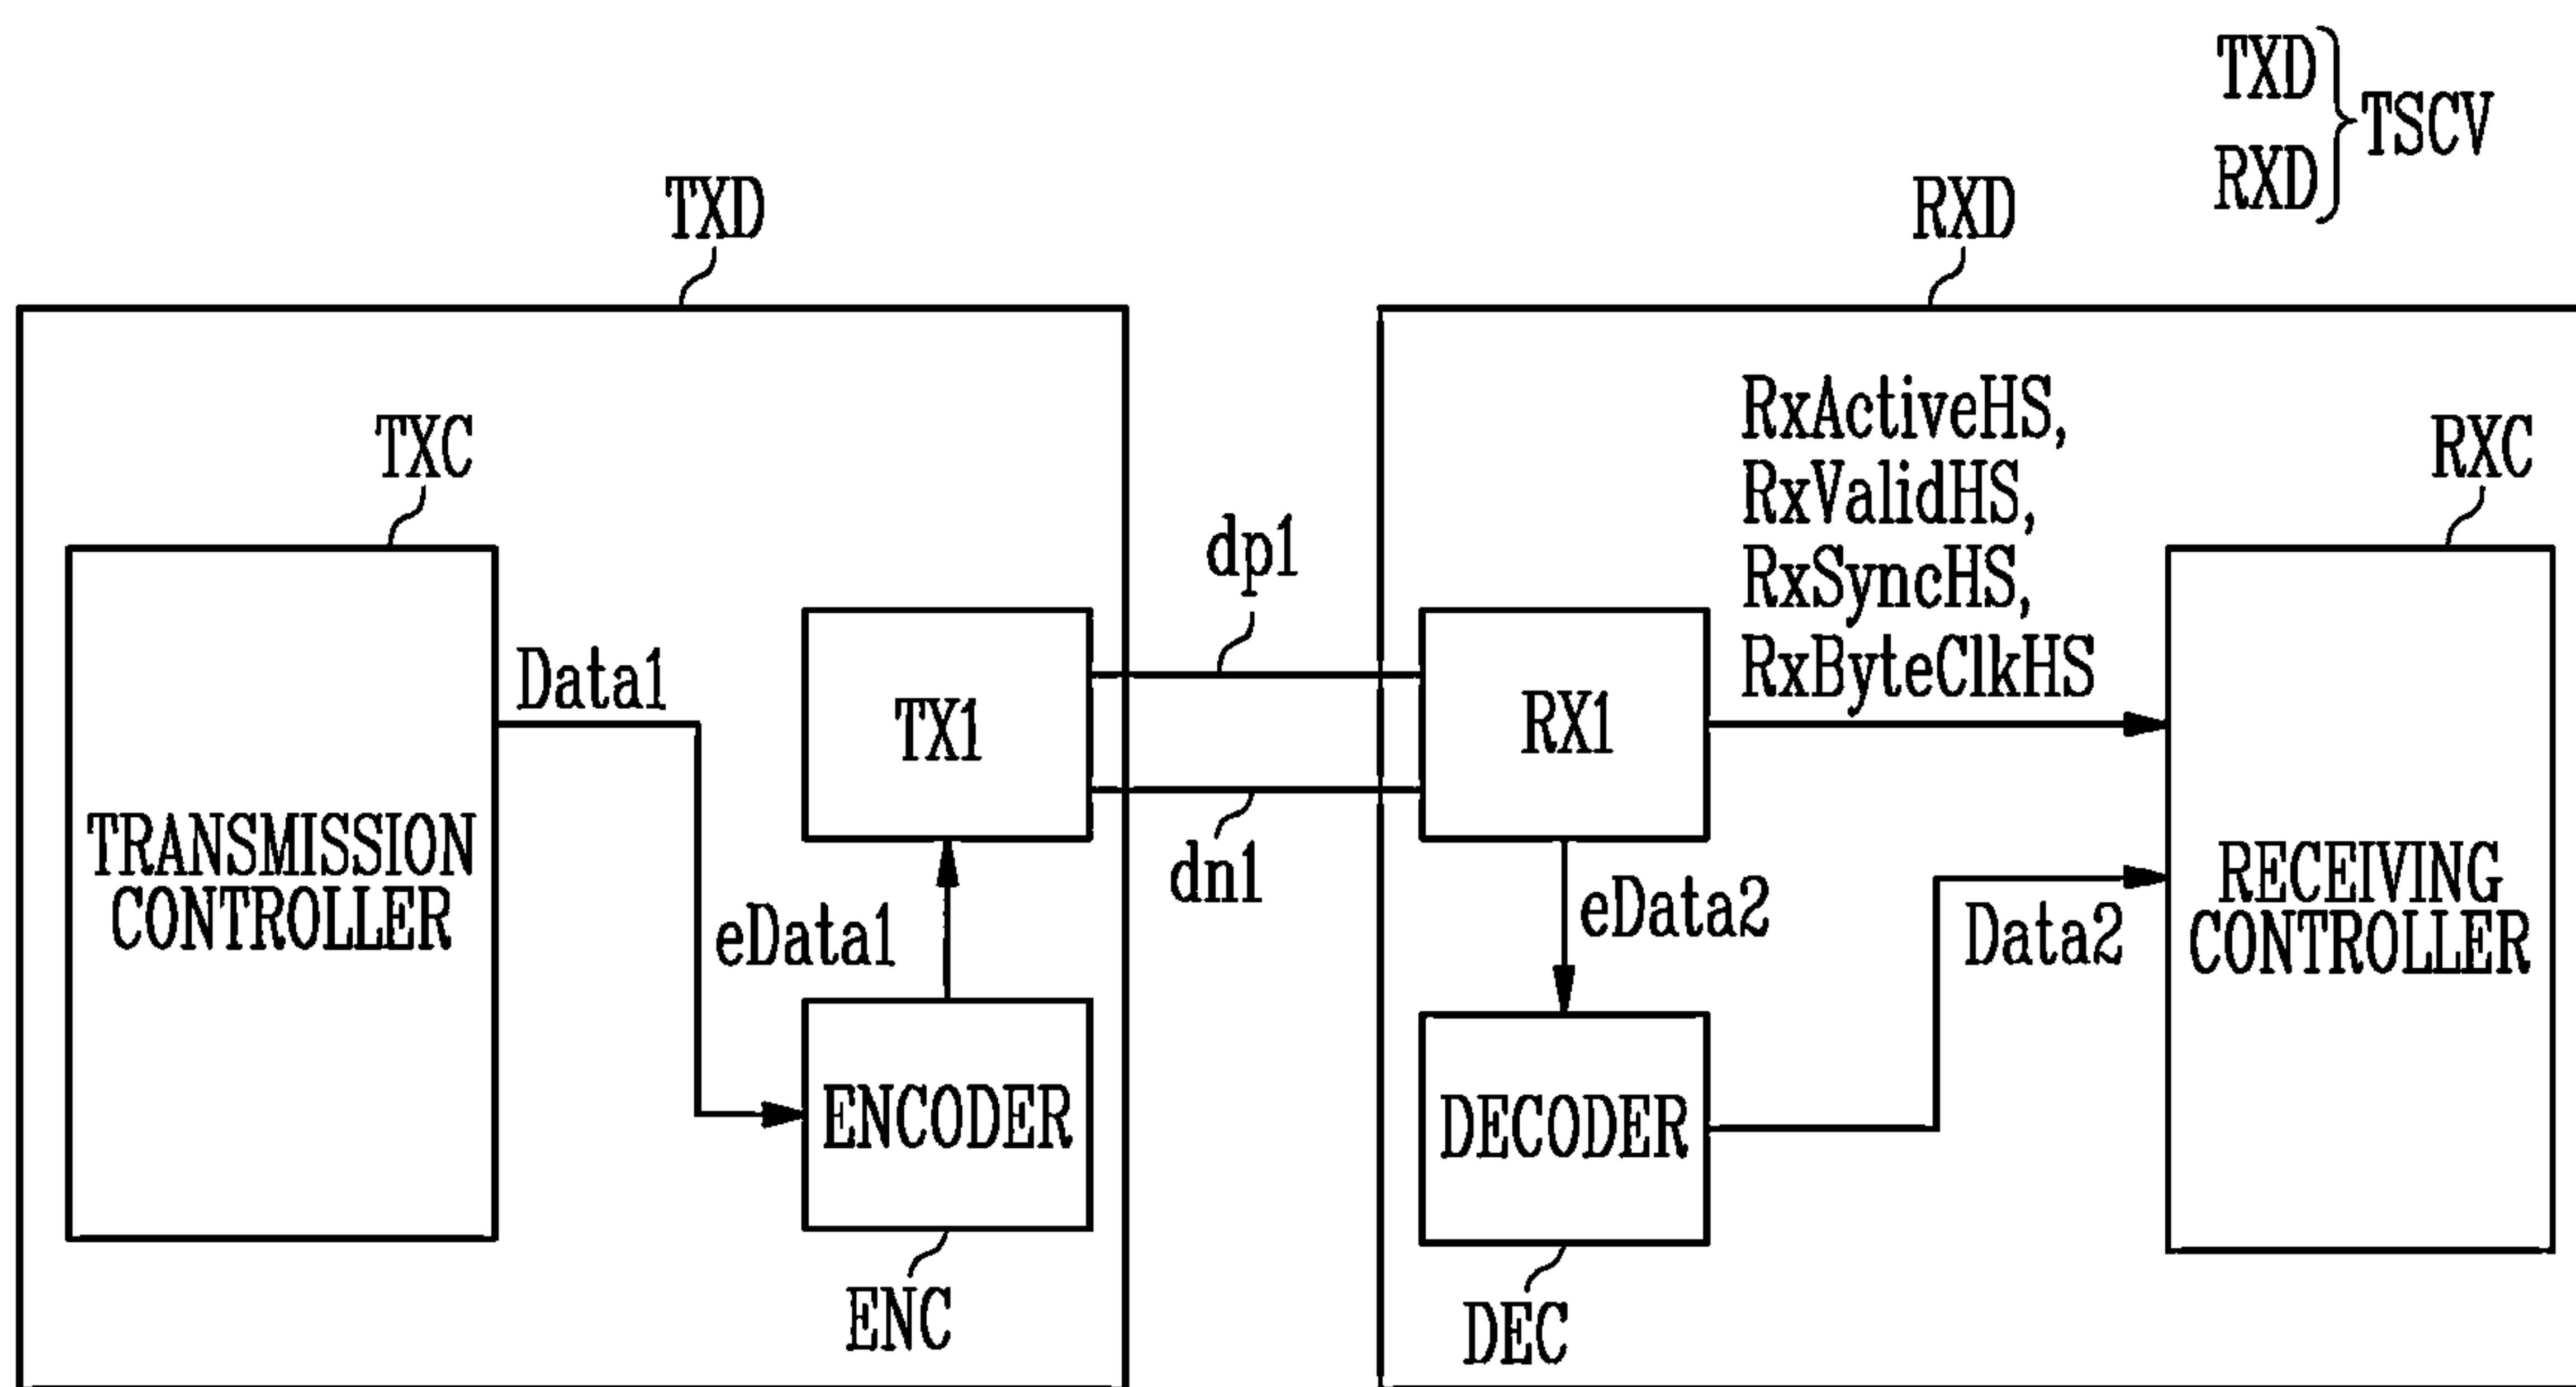 TXD
RXD
TSCV
TXD
RXD
TXC
RXC
RxActiveHS,
RxValidHS,
RxSyncHS,
RxByteClkHS
dp1
dn1
Data1
TX1
RX1
TRANSMISSION
CONTROLLER
RECEIVING
CONTROLLER
eData1
eData2
Data2
ENCODER
DECODER
ENC
DEC